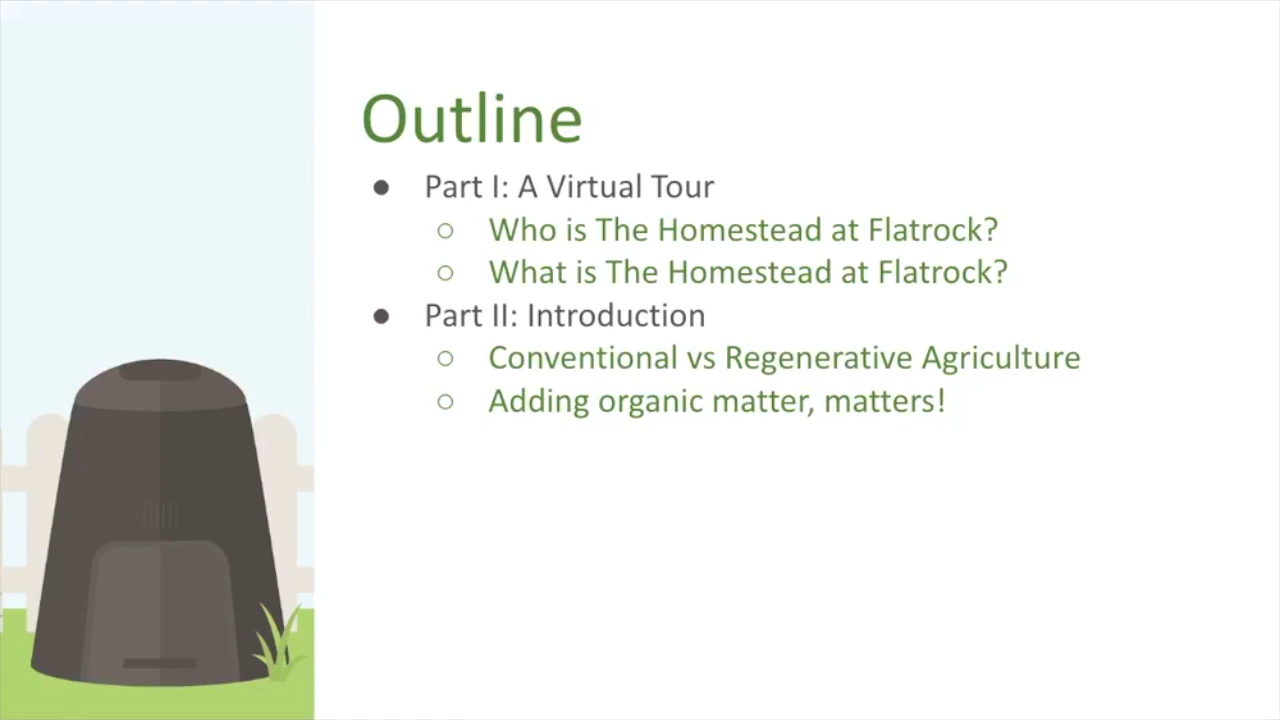 Outline
● Part I: A Virtual Tour
○ Who is The Homestead at Flatrock?
○ What is The Homestead at Flatrock?
● Part II: Introduction
○ Conventional vs Regenerative Agriculture
○ Adding organic matter, matters!